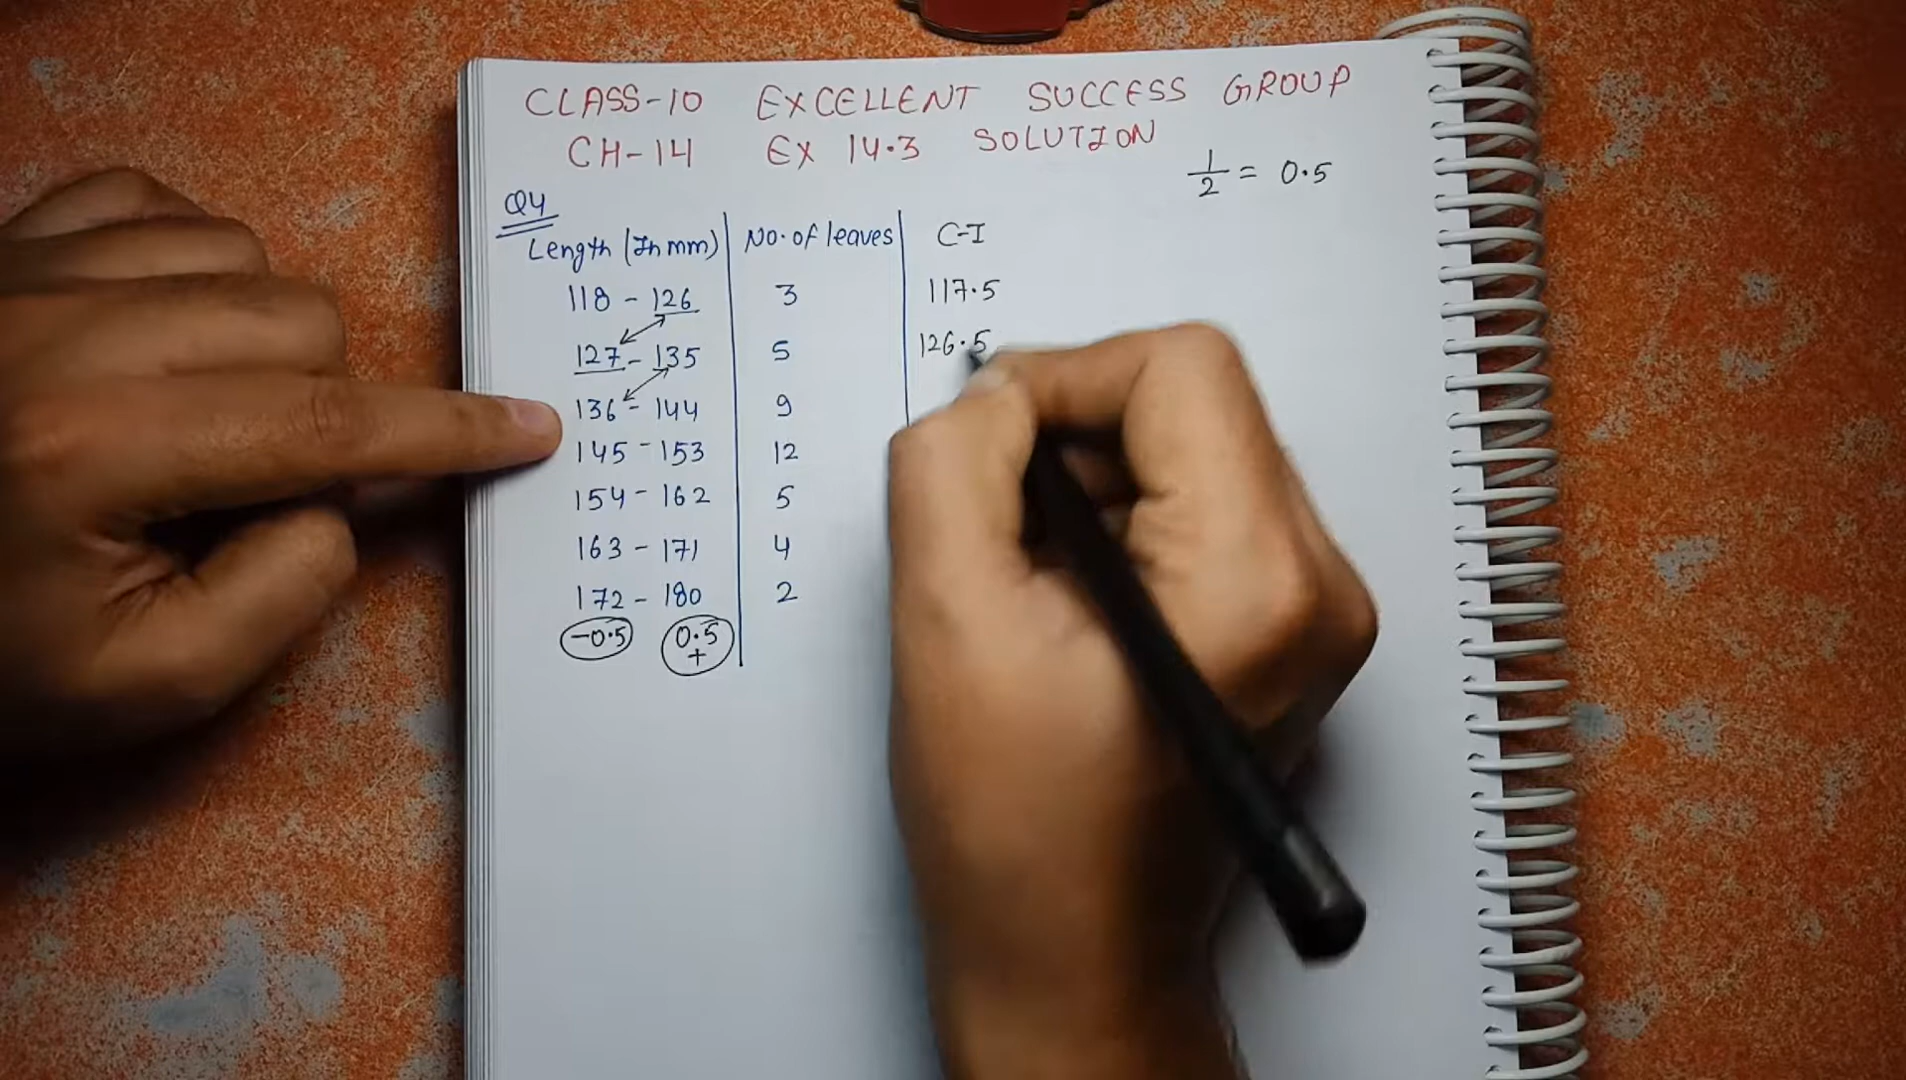 CLASS-10 EXCELLENT SUCCESS GROUP
CH-14 EX 14.3 SOLUTION
1/2 = 0.5
Q4
Length (In mm) No. of leaves C-I
118 - 126 3 117.5
127 - 135 5 126.5
136 - 144 9
145 - 153 12
154 - 162 5
163 - 171 4
172 - 180 2
-0.5 0.5
+